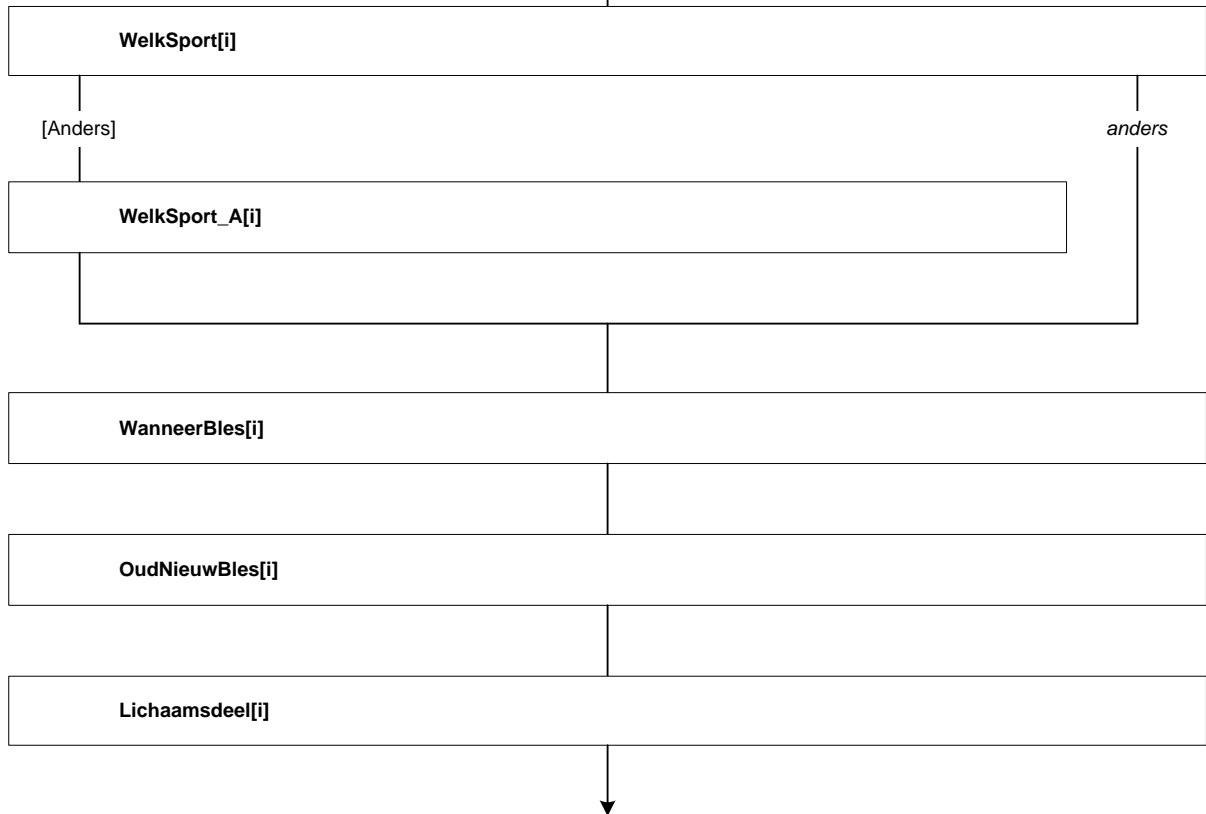 WelkSport[i]
[Anders]
anders
WelkSport_A[i]
WanneerBles[i]
OudNieuwBles[i]
Lichaamsdeel[i]